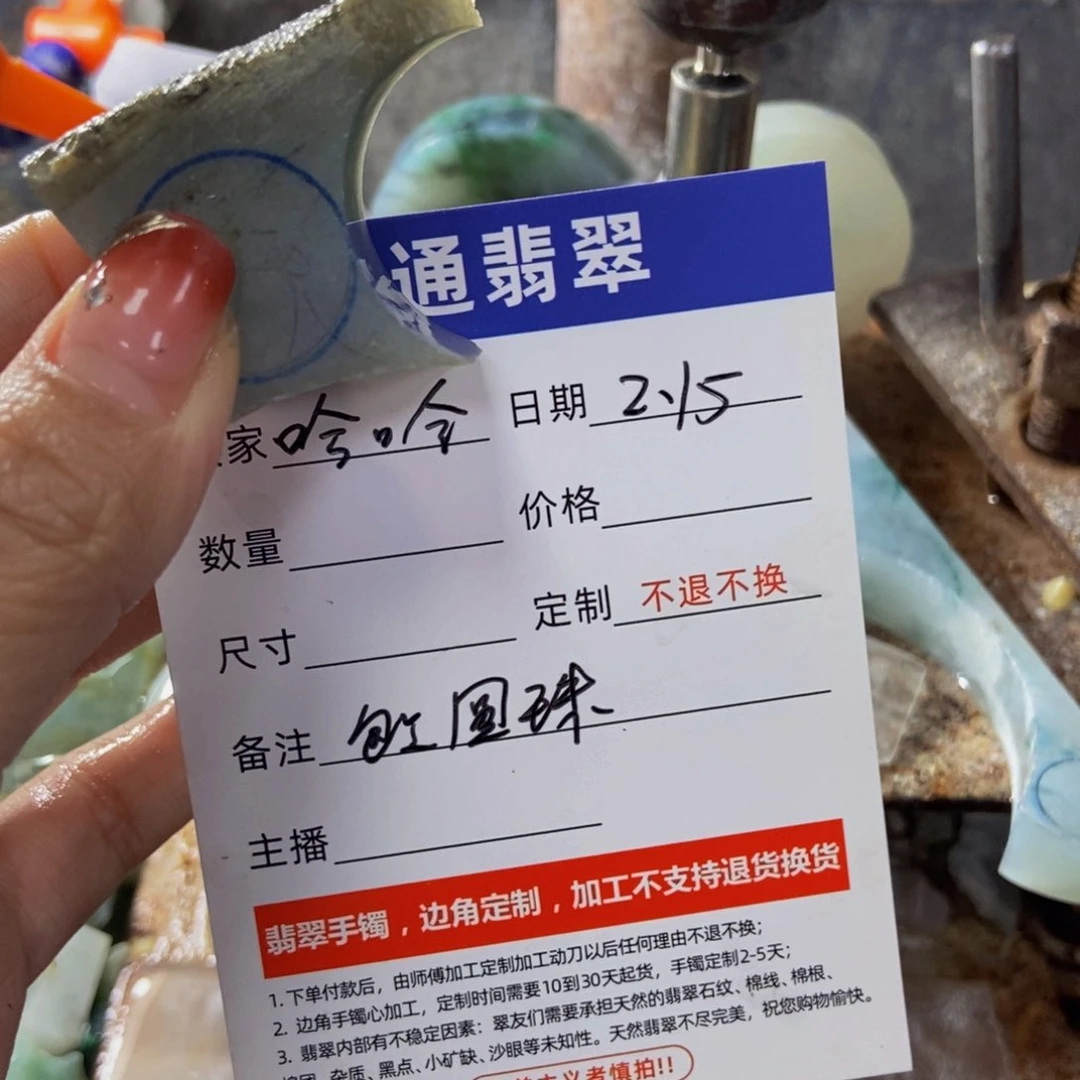 通翡翠
家 哈哈 日期 2.15
数量 价格
尺寸 定制 不退不换
备注 圆珠
主播
翡翠手镯，边角定制，加工不支持退货换货
1. 下单付款后，由师傅加工定制加工动刀以后任何理由不退不换；
2. 边角手镯心加工，定制时间需要10到30天起货，手镯定制2-5天；
3. 翡翠内部有不稳定因素：翠友们需要承担天然的翡翠石纹、棉线、棉根、
棉团、杂质、黑点、小矿缺、沙眼等未知性。天然翡翠不尽完美，祝您购物愉快。
主义者慎拍!!